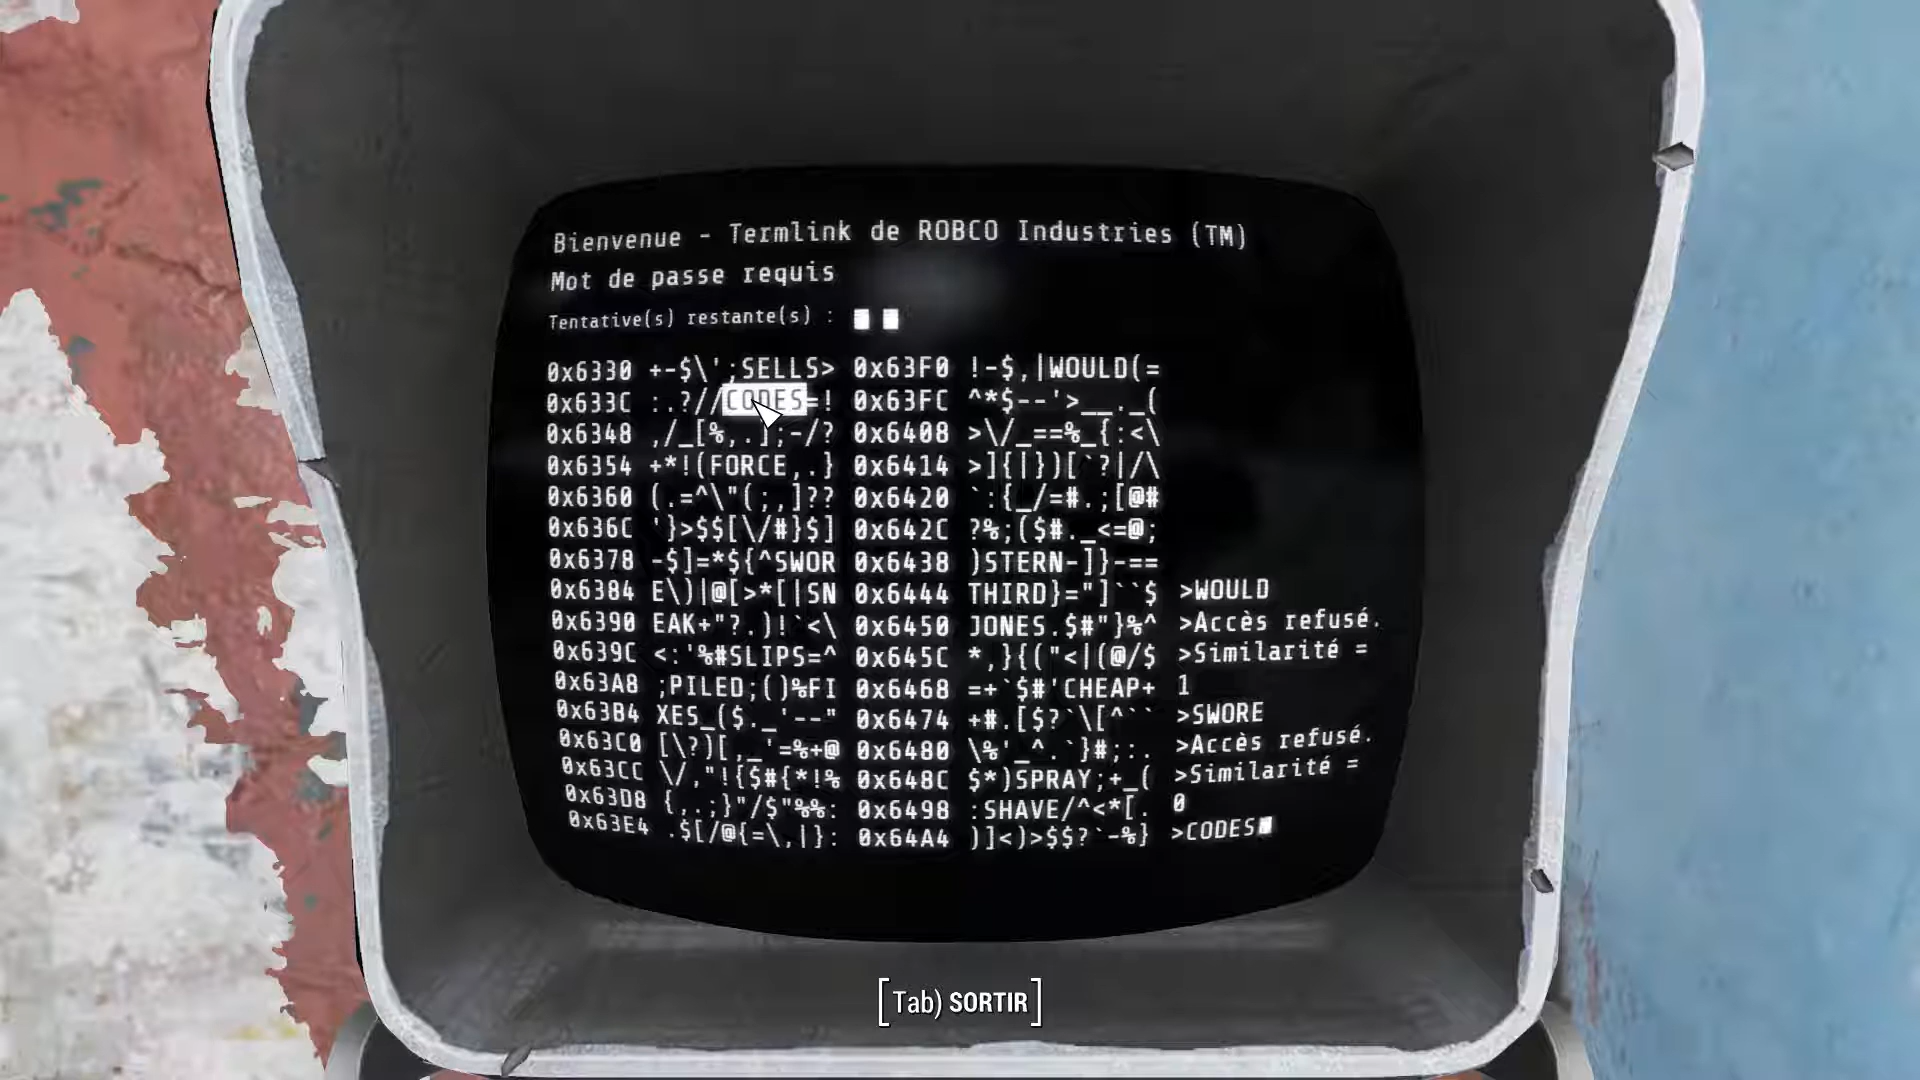 Bienvenue - Termlink de ROBCO Industries (TM)
Mot de passe requis
Tentative(s) restante(s) :
0x6330 +-$\';SELLS> 0x63F0 !-$,|WOULD(=
0x633C :.?//CODES=! 0x63FC ^*$--'>__._(
0x6348 ,/_[%,.];-/? 0x6408 >\/_==%_{:<\
0x6354 +*!(FORCE,.} 0x6414 >]{|})[`?|/\
0x6360 (.=^\"(;,]?? 0x6420 `:{_/=#.;[@#
0x636C '}>$$[\/#}$] 0x642C ?%;($#._<=@;
0x6378 -$]=*${^SWOR 0x6438 )STERN-]}-==
0x6384 E\)|@[>*[|SN 0x6444 THIRD}="]``$ >WOULD
0x6390 EAK+"?.)!`<\ 0x6450 JONES.$#"}%^ >Accès refusé.
0x639C <:'%#SLIPS=^ 0x645C *,}{("<|(@/$ >Similarité =
0x63A8 ;PILED;()%FI 0x6468 =+`$#'CHEAP+ 1
0x63B4 XES_($._'--" 0x6474 +#.[$?`\[^`` >SWORE
0x63C0 [\?)[,_'=%+@ 0x6480 \%'_^.`}#;:. >Accès refusé.
0x63CC \/,"!{$#{*!% 0x648C $*)SPRAY;+_( >Similarité =
0x63D8 {,.;}"/$"%%: 0x6498 :SHAVE/^<*[. 0
0x63E4 .$[/@{=\,|}: 0x64A4 )]<)>$$?`-%} >CODES
[Tab) SORTIR]